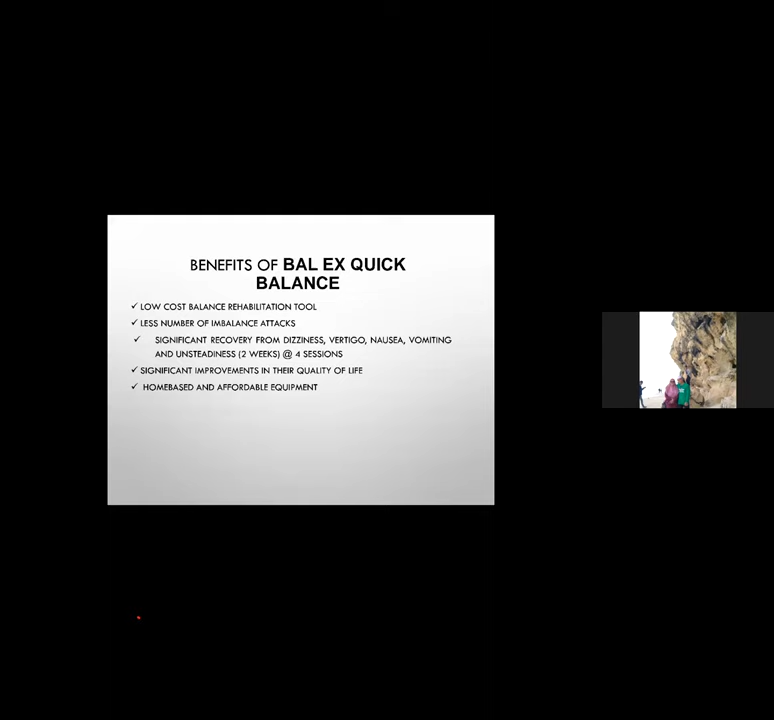 BENEFITS OF BAL EX QUICK
BALANCE
✓ LOW COST BALANCE REHABILITATION TOOL
✓ LESS NUMBER OF IMBALANCE ATTACKS
✓ SIGNIFICANT RECOVERY FROM DIZZINESS, VERTIGO, NAUSEA, VOMITING
AND UNSTEADINESS (2 WEEKS) @ 4 SESSIONS
✓ SIGNIFICANT IMPROVEMENTS IN THEIR QUALITY OF LIFE
✓ HOMEBASED AND AFFORDABLE EQUIPMENT